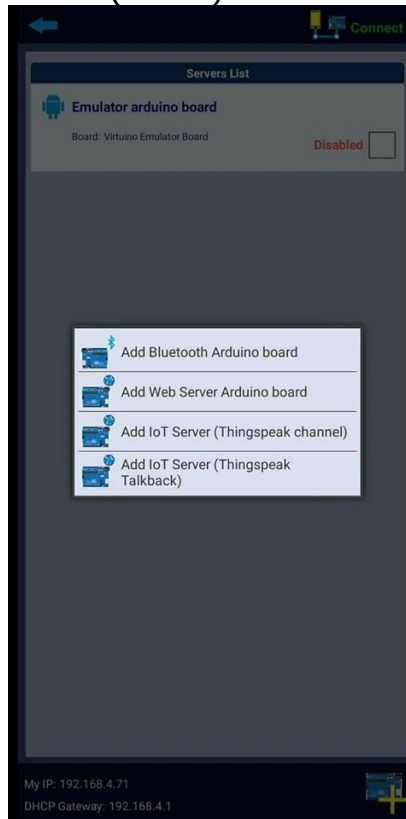 Connect
Servers List
Emulator arduino board
Board: Virtuino Emulator Board
Disabled
Add Bluetooth Arduino board
Add Web Server Arduino board
Add IoT Server (Thingspeak channel)
Add IoT Server (Thingspeak
Talkback)
My IP: 192.168.4.71
DHCP Gateway: 192.168.4.1